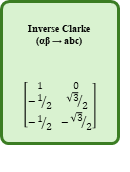 Inverse Clarke
(αβ → abc)
[ 1 0
−1/2 √3/2
−1/2 −√3/2 ]